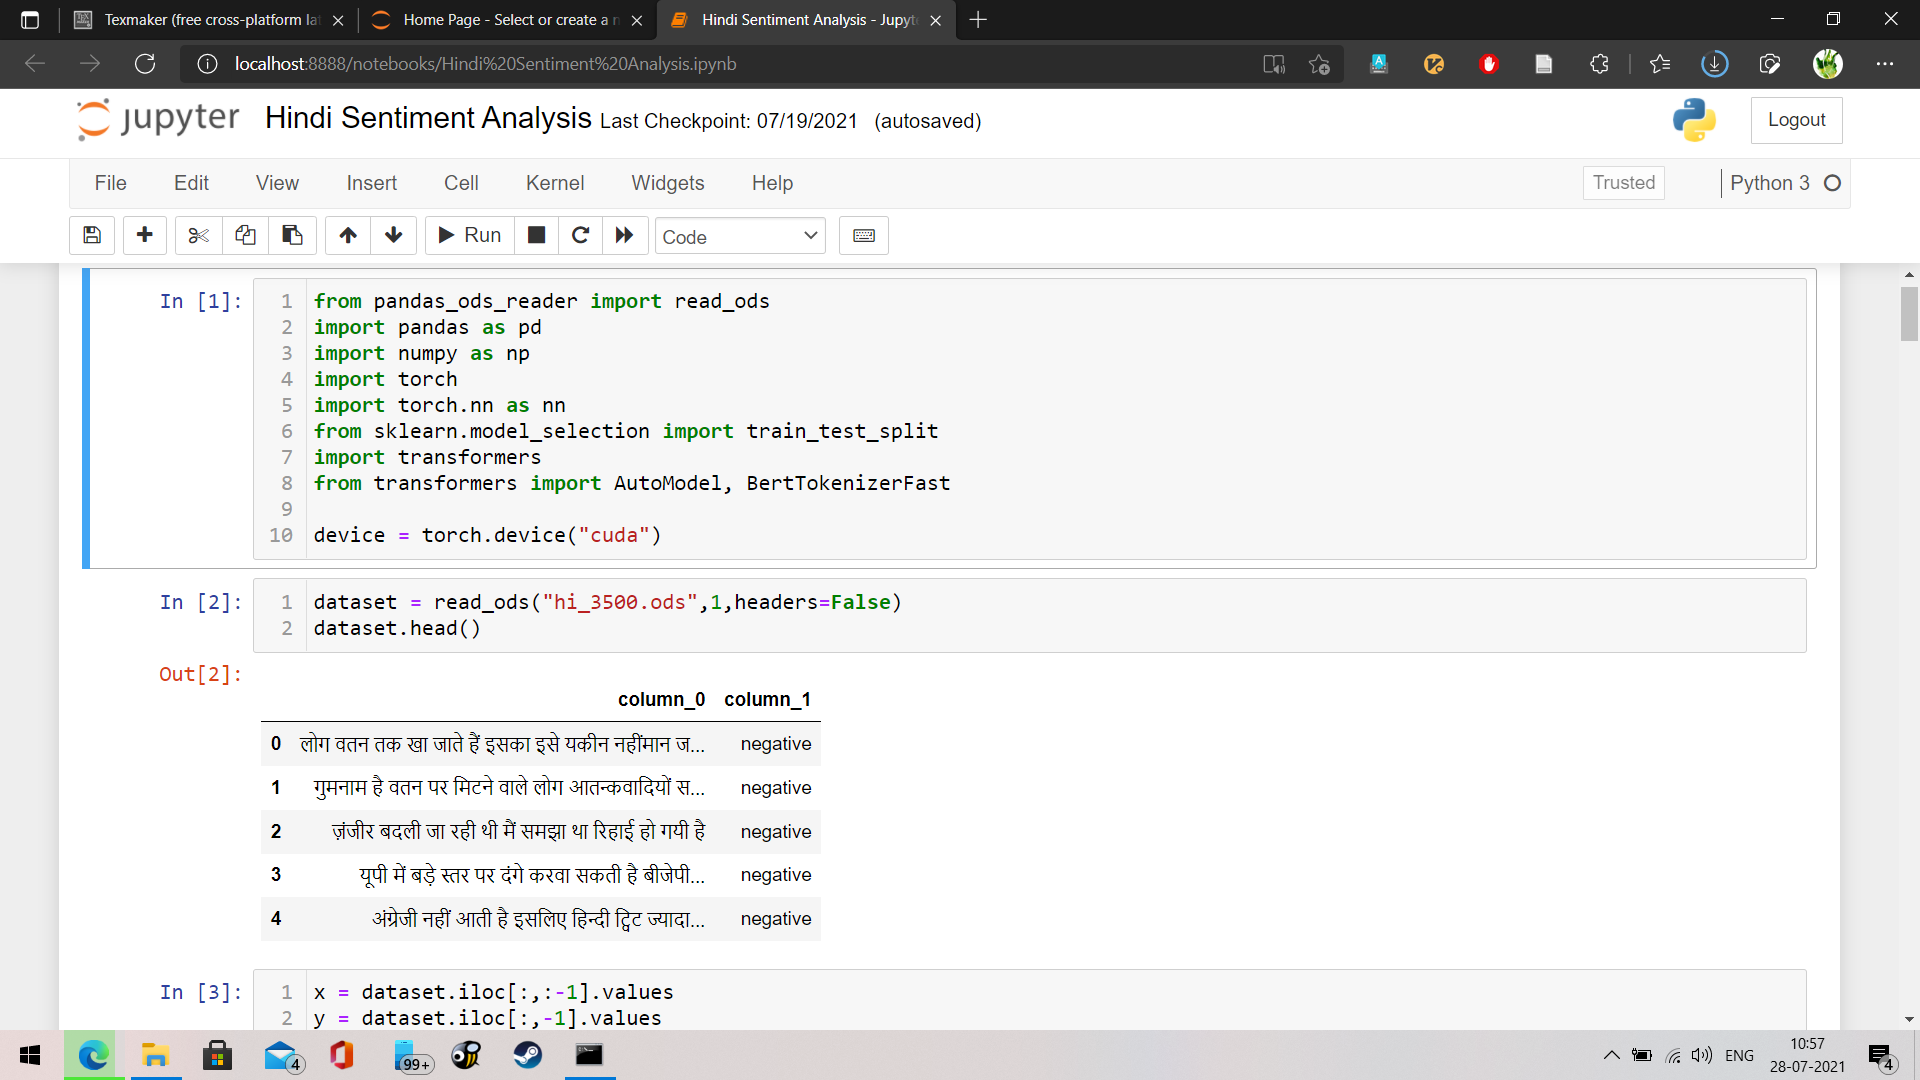 Texmaker (free cross-platform la
Home Page - Select or create a n
Hindi Sentiment Analysis - Jupyt
localhost:8888/notebooks/Hindi%20Sentiment%20Analysis.ipynb
jupyter Hindi Sentiment Analysis Last Checkpoint: 07/19/2021 (autosaved)
Logout
File Edit View Insert Cell Kernel Widgets Help
Trusted Python 3
Run Code
In [1]:
1 from pandas_ods_reader import read_ods
2 import pandas as pd
3 import numpy as np
4 import torch
5 import torch.nn as nn
6 from sklearn.model_selection import train_test_split
7 import transformers
8 from transformers import AutoModel, BertTokenizerFast
9
10 device = torch.device("cuda")
In [2]:
1 dataset = read_ods("hi_3500.ods",1,headers=False)
2 dataset.head()
Out[2]:
column_0 column_1
0 लोग वतन तक खा जाते हैं इसका इसे यकीन नहींमान ज... negative
1 गुमनाम है वतन पर मिटने वाले लोग आतन्कवादियों स... negative
2 ज़ंजीर बदली जा रही थी मैं समझा था रिहाई हो गयी है negative
3 यूपी में बड़े स्तर पर दंगे करवा सकती है बीजेपी... negative
4 अंग्रेजी नहीं आती है इसलिए हिन्दी ट्विट ज्यादा... negative
In [3]:
1 x = dataset.iloc[:,:-1].values
2 y = dataset.iloc[:,-1].values
4
99+
ENG
10:57
28-07-2021
4